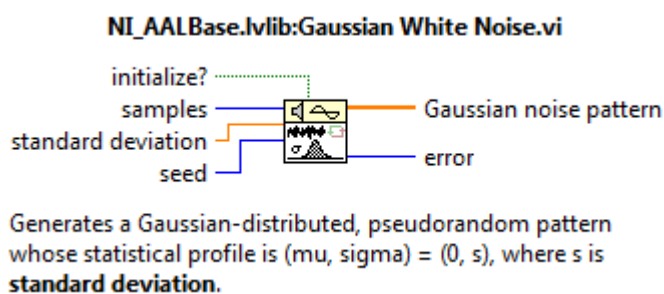 NI_AALBase.lvlib:Gaussian White Noise.vi
initialize?
samples
standard deviation
seed
Gaussian noise pattern
error
σ
Generates a Gaussian-distributed, pseudorandom pattern
whose statistical profile is (mu, sigma) = (0, s), where s is
standard deviation.